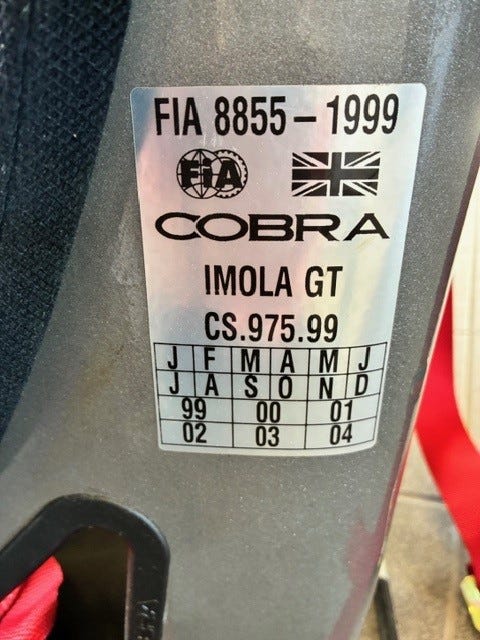 FIA 8855-1999
FiA
COBRA
IMOLA GT
CS.975.99
J F M A M J
J A S O N D
99 00 01
02 03 04